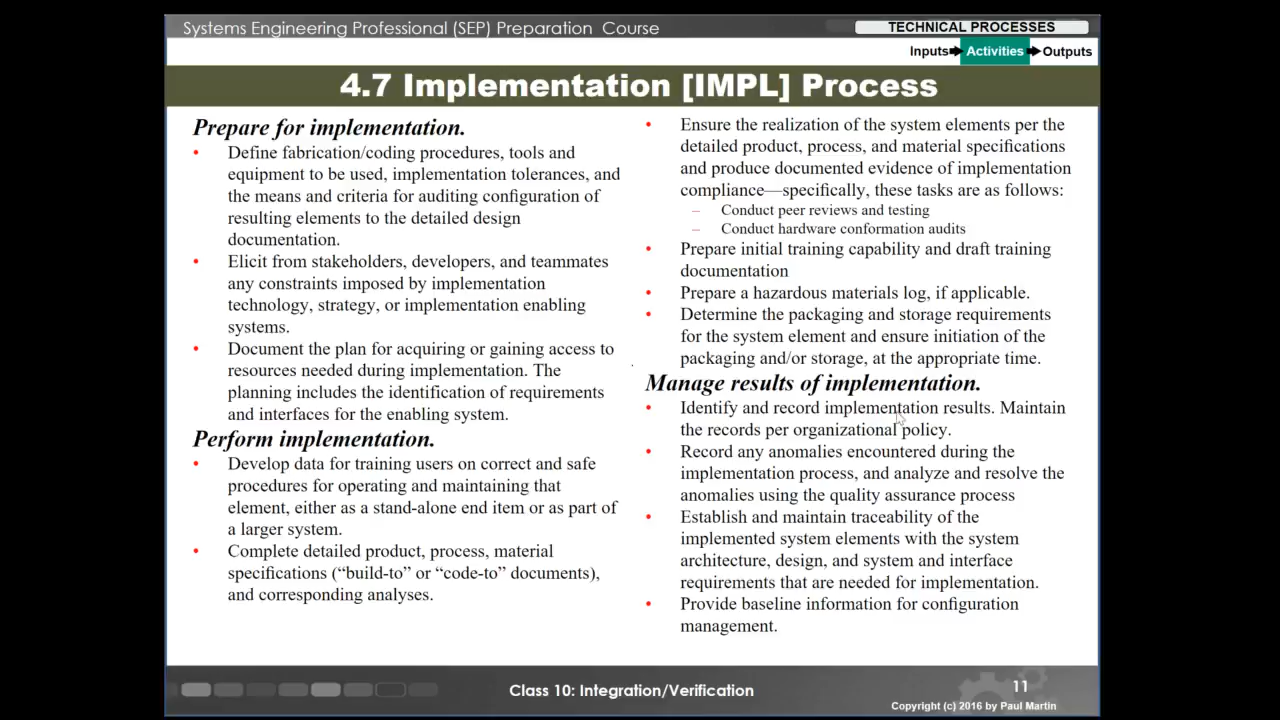 Systems Engineering Professional (SEP) Preparation Course
TECHNICAL PROCESSES
Inputs Activities Outputs
4.7 Implementation [IMPL] Process
Prepare for implementation.
• Define fabrication/coding procedures, tools and
equipment to be used, implementation tolerances, and
the means and criteria for auditing configuration of
resulting elements to the detailed design
documentation.
• Elicit from stakeholders, developers, and teammates
any constraints imposed by implementation
technology, strategy, or implementation enabling
systems.
• Document the plan for acquiring or gaining access to
resources needed during implementation. The
planning includes the identification of requirements
and interfaces for the enabling system.
Perform implementation.
• Develop data for training users on correct and safe
procedures for operating and maintaining that
element, either as a stand-alone end item or as part of
a larger system.
• Complete detailed product, process, material
specifications (“build-to” or “code-to” documents),
and corresponding analyses.
• Ensure the realization of the system elements per the
detailed product, process, and material specifications
and produce documented evidence of implementation
compliance—specifically, these tasks are as follows:
– Conduct peer reviews and testing
– Conduct hardware conformation audits
• Prepare initial training capability and draft training
documentation
• Prepare a hazardous materials log, if applicable.
• Determine the packaging and storage requirements
for the system element and ensure initiation of the
packaging and/or storage, at the appropriate time.
Manage results of implementation.
• Identify and record implementation results. Maintain
the records per organizational policy.
• Record any anomalies encountered during the
implementation process, and analyze and resolve the
anomalies using the quality assurance process
• Establish and maintain traceability of the
implemented system elements with the system
architecture, design, and system and interface
requirements that are needed for implementation.
• Provide baseline information for configuration
management.
Class 10: Integration/Verification
11
Copyright (c) 2016 by Paul Martin